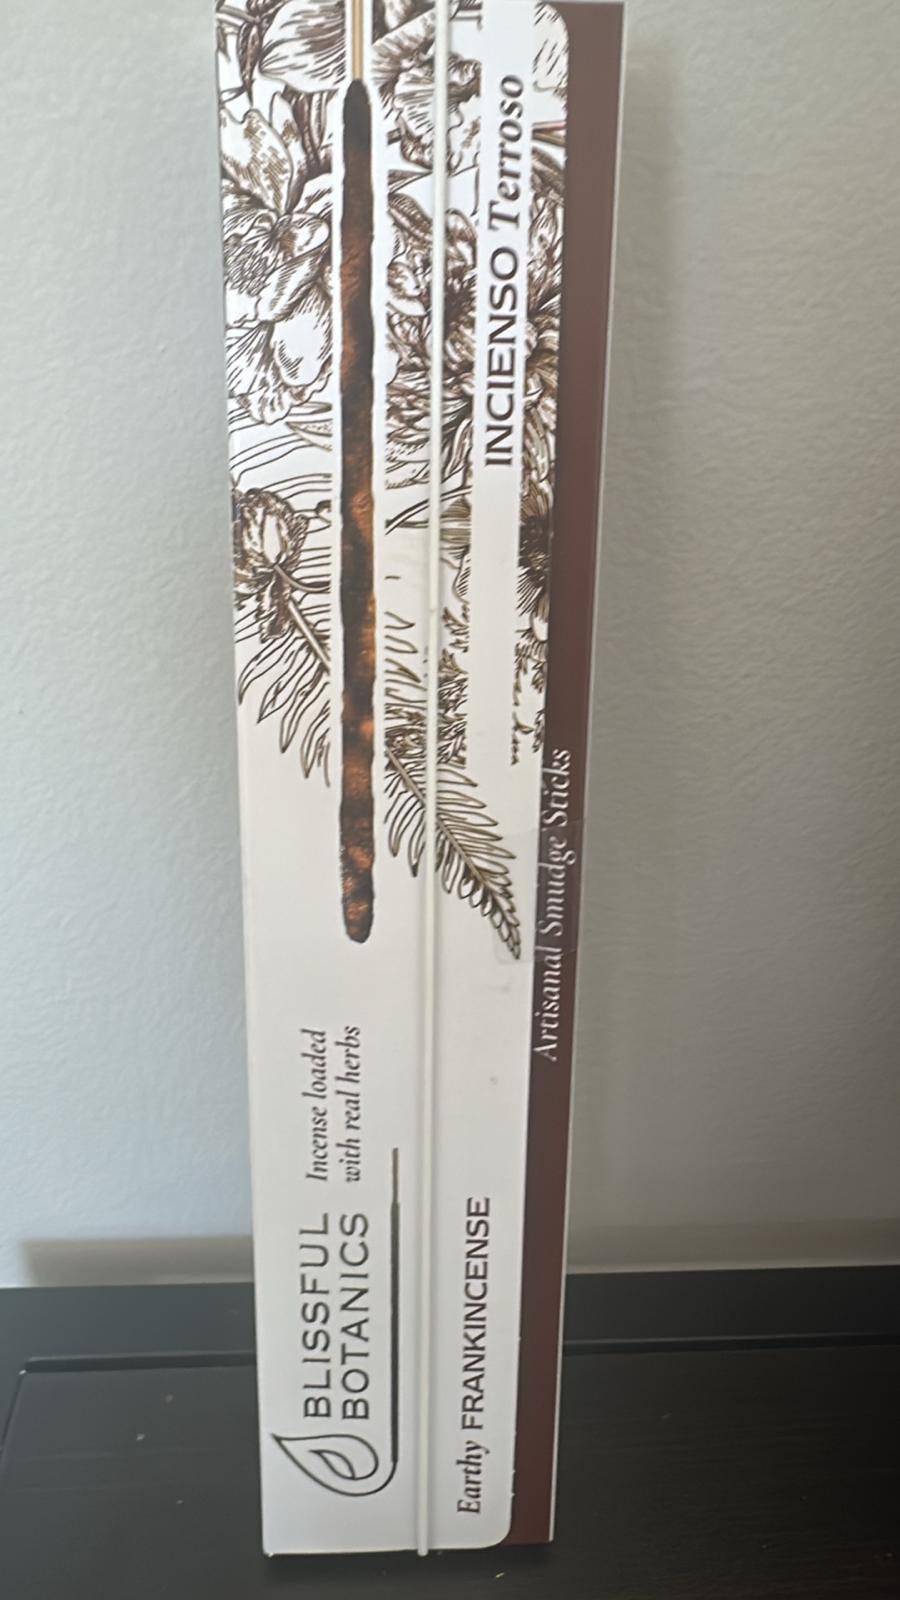 BLISSFUL
BOTANICS
Incense loaded
with real herbs
Earthy FRANKINCENSE
INCIENSO Terroso
Artisanal Smudge Sticks